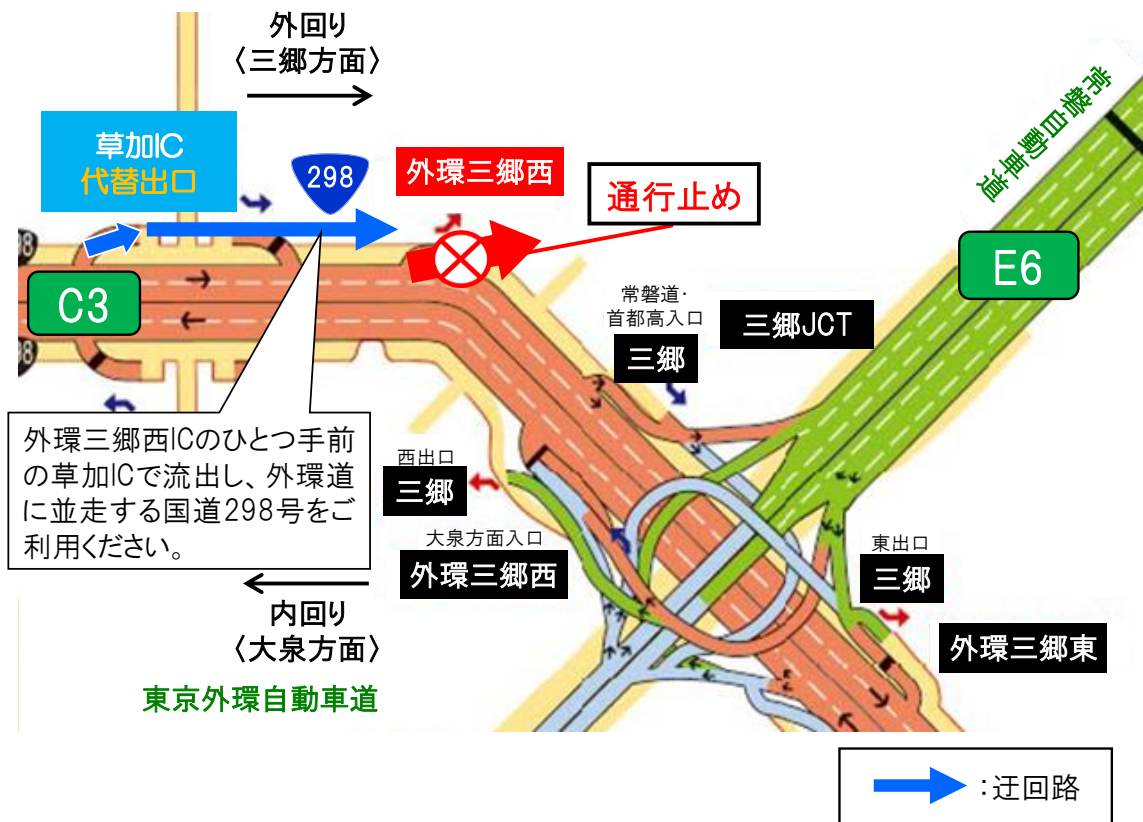 外回り
〈三郷方面〉
草加IC
代替出口
298
外環三郷西
通行止め
常磐自動車道
C3
E6
常磐道・
首都高入口
三郷
三郷JCT
外環三郷西ICのひとつ手前
の草加ICで流出し、外環道
に並走する国道298号をご
利用ください。
西出口
三郷
大泉方面入口
外環三郷西
東出口
三郷
外環三郷東
内回り
〈大泉方面〉
東京外環自動車道
:迂回路